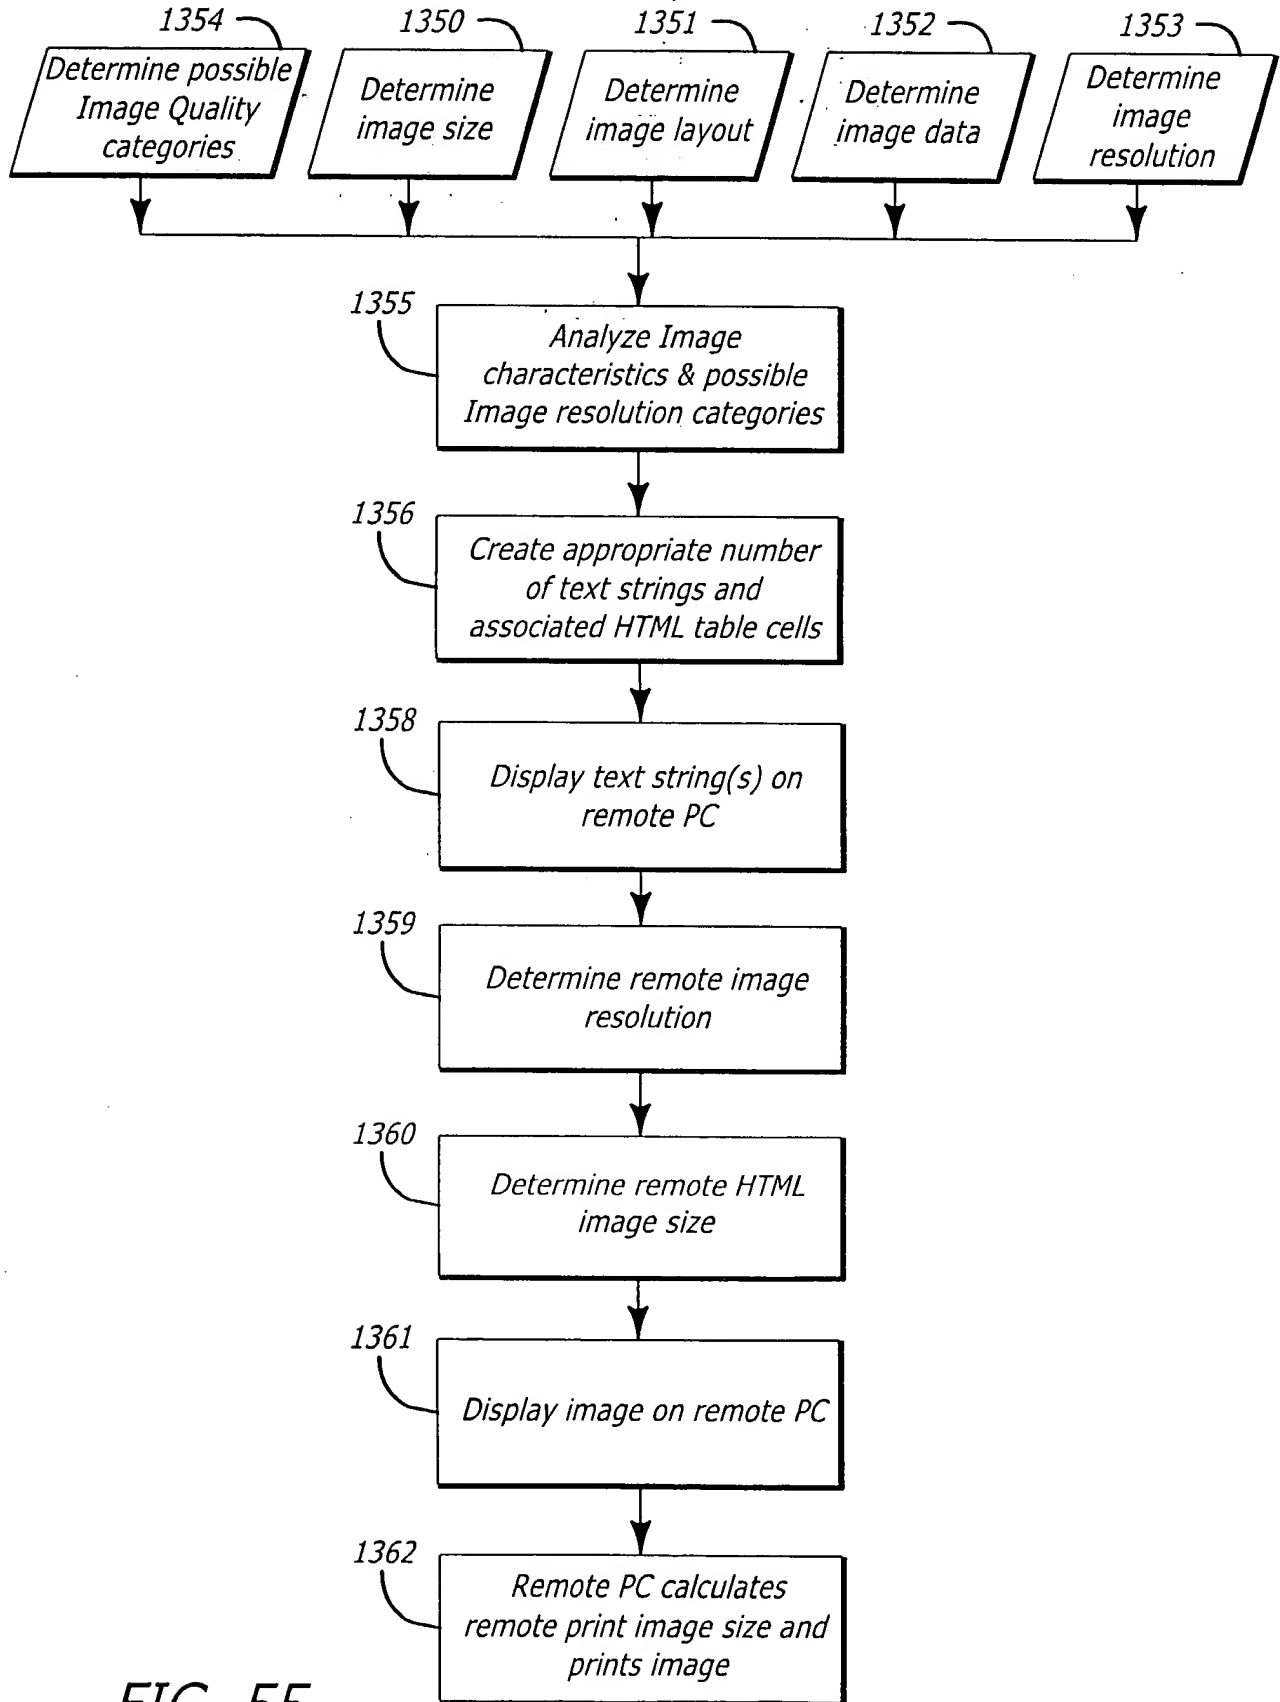 1354
1350
1351
1352
1353
Determine possible
Image Quality
categories
Determine
image size
Determine
image layout
Determine
image data
Determine
image
resolution
1355
Analyze Image
characteristics & possible
Image resolution categories
1356
Create appropriate number
of text strings and
associated HTML table cells
1358
Display text string(s) on
remote PC
1359
Determine remote image
resolution
1360
Determine remote HTML
image size
1361
Display image on remote PC
1362
Remote PC calculates
remote print image size and
prints image
FIG. 55